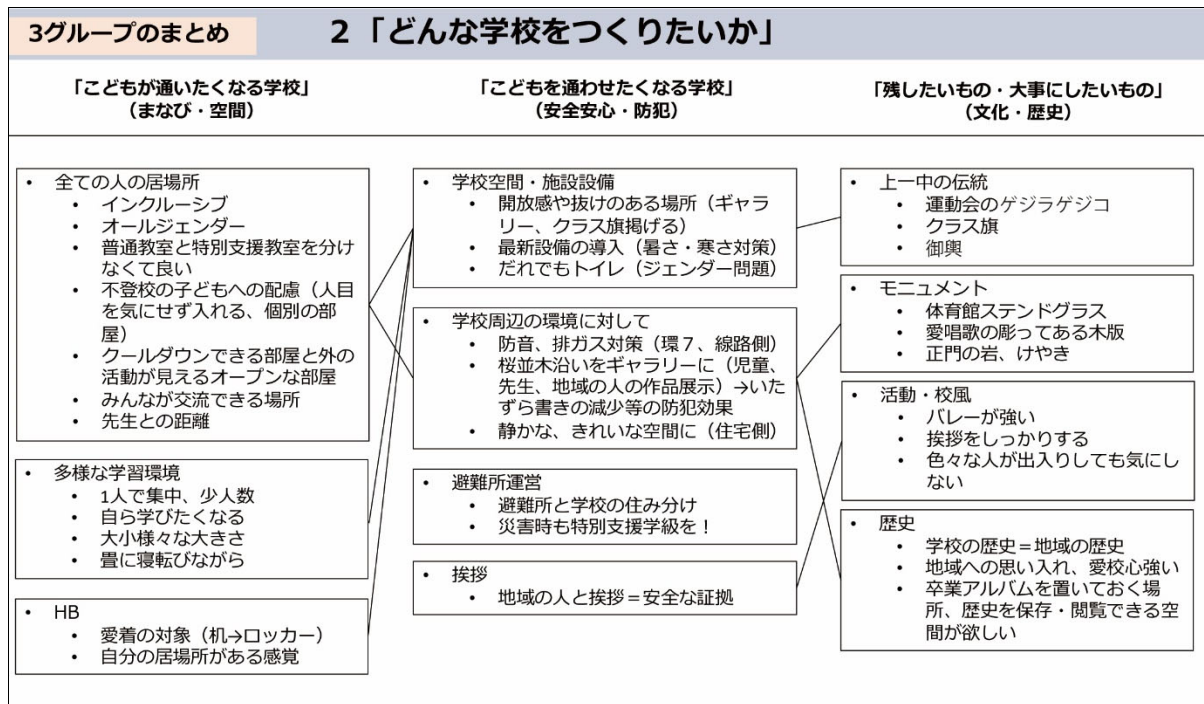 3グループのまとめ
2「どんな学校をつくりたいか」
「こどもが通いたくなる学校」
(まなび・空間)
• 全ての人の居場所
• インクルーシブ
• オールジェンダー
• 普通教室と特別支援教室を分け
なくて良い
• 不登校の子どもへの配慮(人目
を気にせず入れる、個別の部
屋)
• クールダウンできる部屋と外の
活動が見えるオープンな部屋
• みんなが交流できる場所
• 先生との距離
• 多様な学習環境
• 1人で集中、少人数
• 自ら学びたくなる
• 大小様々な大きさ
• 畳に寝転びながら
• HB
• 愛着の対象(机→ロッカー)
• 自分の居場所がある感覚
「こどもを通わせたくなる学校」
(安全安心・防犯)
• 学校空間・施設設備
• 開放感や抜けのある場所(ギャラ
リー、クラス旗掲げる)
• 最新設備の導入(暑さ・寒さ対策)
• だれでもトイレ(ジェンダー問題)
• 学校周辺の環境に対して
• 防音、排ガス対策(環7、線路側)
• 桜並木沿いをギャラリーに(児童、
先生、地域の人の作品展示)→いた
ずら書きの減少等の防犯効果
• 静かな、きれいな空間に(住宅側)
• 避難所運営
• 避難所と学校の住み分け
• 災害時も特別支援学級を!
• 挨拶
• 地域の人と挨拶=安全な証拠
「残したいもの・大事にしたいもの」
(文化・歴史)
• 上一中の伝統
• 運動会のゲジラゲジコ
• クラス旗
• 御輿
• モニュメント
• 体育館ステンドグラス
• 愛唱歌の彫ってある木版
• 正門の岩、けやき
• 活動・校風
• バレーが強い
• 挨拶をしっかりする
• 色々な人が出入りしても気にし
ない
• 歴史
• 学校の歴史=地域の歴史
• 地域への思い入れ、愛校心強い
• 卒業アルバムを置いておく場
所、歴史を保存・閲覧できる空
間が欲しい